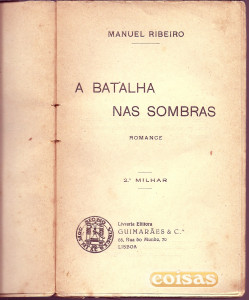 MANUEL RIBEIRO
A BATALHA
NAS SOMBRAS
ROMANCE
2.º MILHAR
Livraria Editora
GUIMARÃES & C.ª
68, Rua do Mundo, 70
LISBOA
coisas